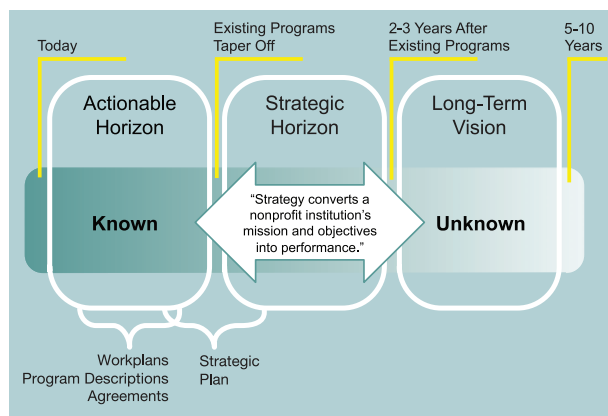 Today
Existing Programs
Taper Off
2-3 Years After
Existing Programs
5-10
Years
Actionable
Horizon
Strategic
Horizon
Long-Term
Vision
Known
“Strategy converts a
nonprofit institution’s
mission and objectives
into performance.”
Unknown
Workplans
Program Descriptions
Agreements
Strategic
Plan